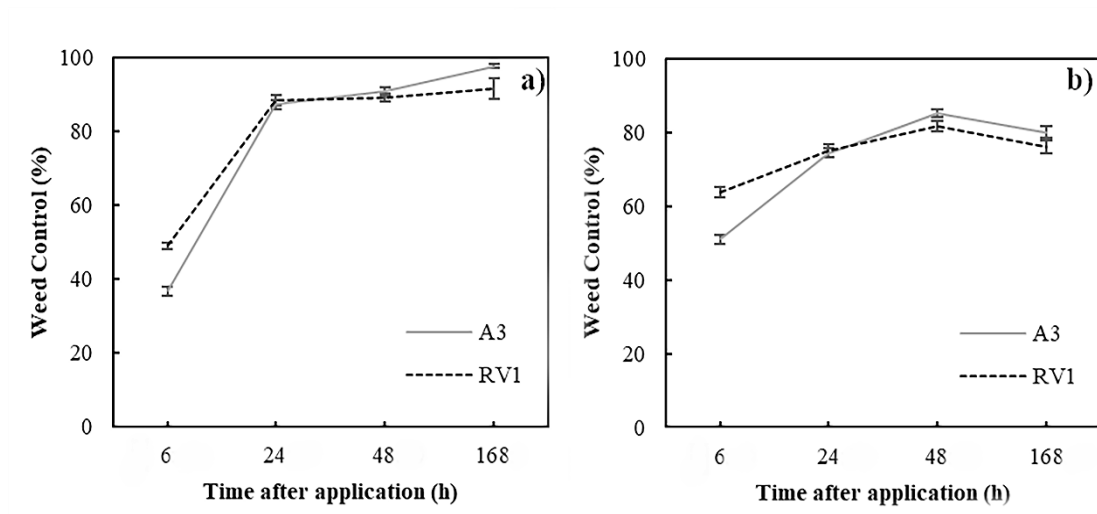 a)
Weed Control (%)
100
80
60
40
20
0
A3
RV1
6 24 48 168
Time after application (h)
b)
Weed Control (%)
100
80
60
40
20
0
A3
RV1
6 24 48 168
Time after application (h)